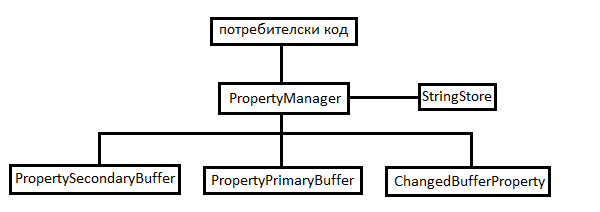 потребителски код
PropertyManager
StringStore
PropertySecondaryBuffer
PropertyPrimaryBuffer
ChangedBufferProperty